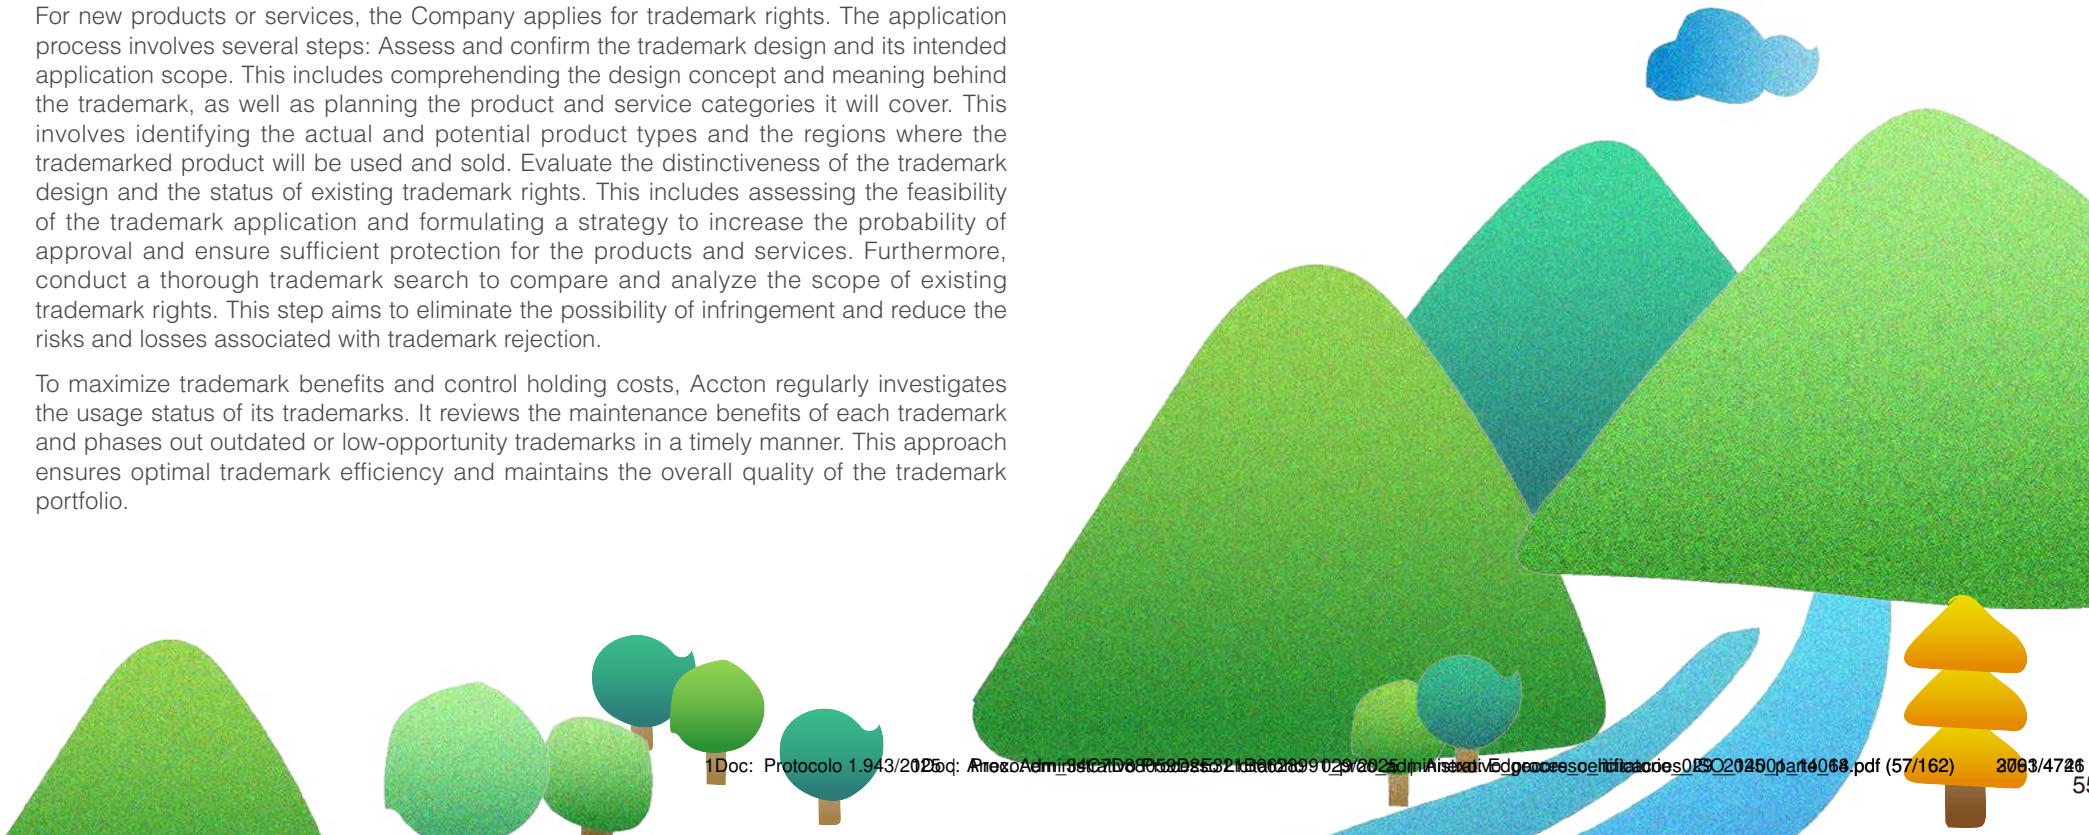 For new products or services, the Company applies for trademark rights. The application
process involves several steps: Assess and confirm the trademark design and its intended
application scope. This includes comprehending the design concept and meaning behind
the trademark, as well as planning the product and service categories it will cover. This
involves identifying the actual and potential product types and the regions where the
trademarked product will be used and sold. Evaluate the distinctiveness of the trademark
design and the status of existing trademark rights. This includes assessing the feasibility
of the trademark application and formulating a strategy to increase the probability of
approval and ensure sufficient protection for the products and services. Furthermore,
conduct a thorough trademark search to compare and analyze the scope of existing
trademark rights. This step aims to eliminate the possibility of infringement and reduce the
risks and losses associated with trademark rejection.
To maximize trademark benefits and control holding costs, Accton regularly investigates
the usage status of its trademarks. It reviews the maintenance benefits of each trademark
and phases out outdated or low-opportunity trademarks in a timely manner. This approach
ensures optimal trademark efficiency and maintains the overall quality of the trademark
portfolio.
1Doc: Protocolo 1.943/2025 .pdf (57/162)
55